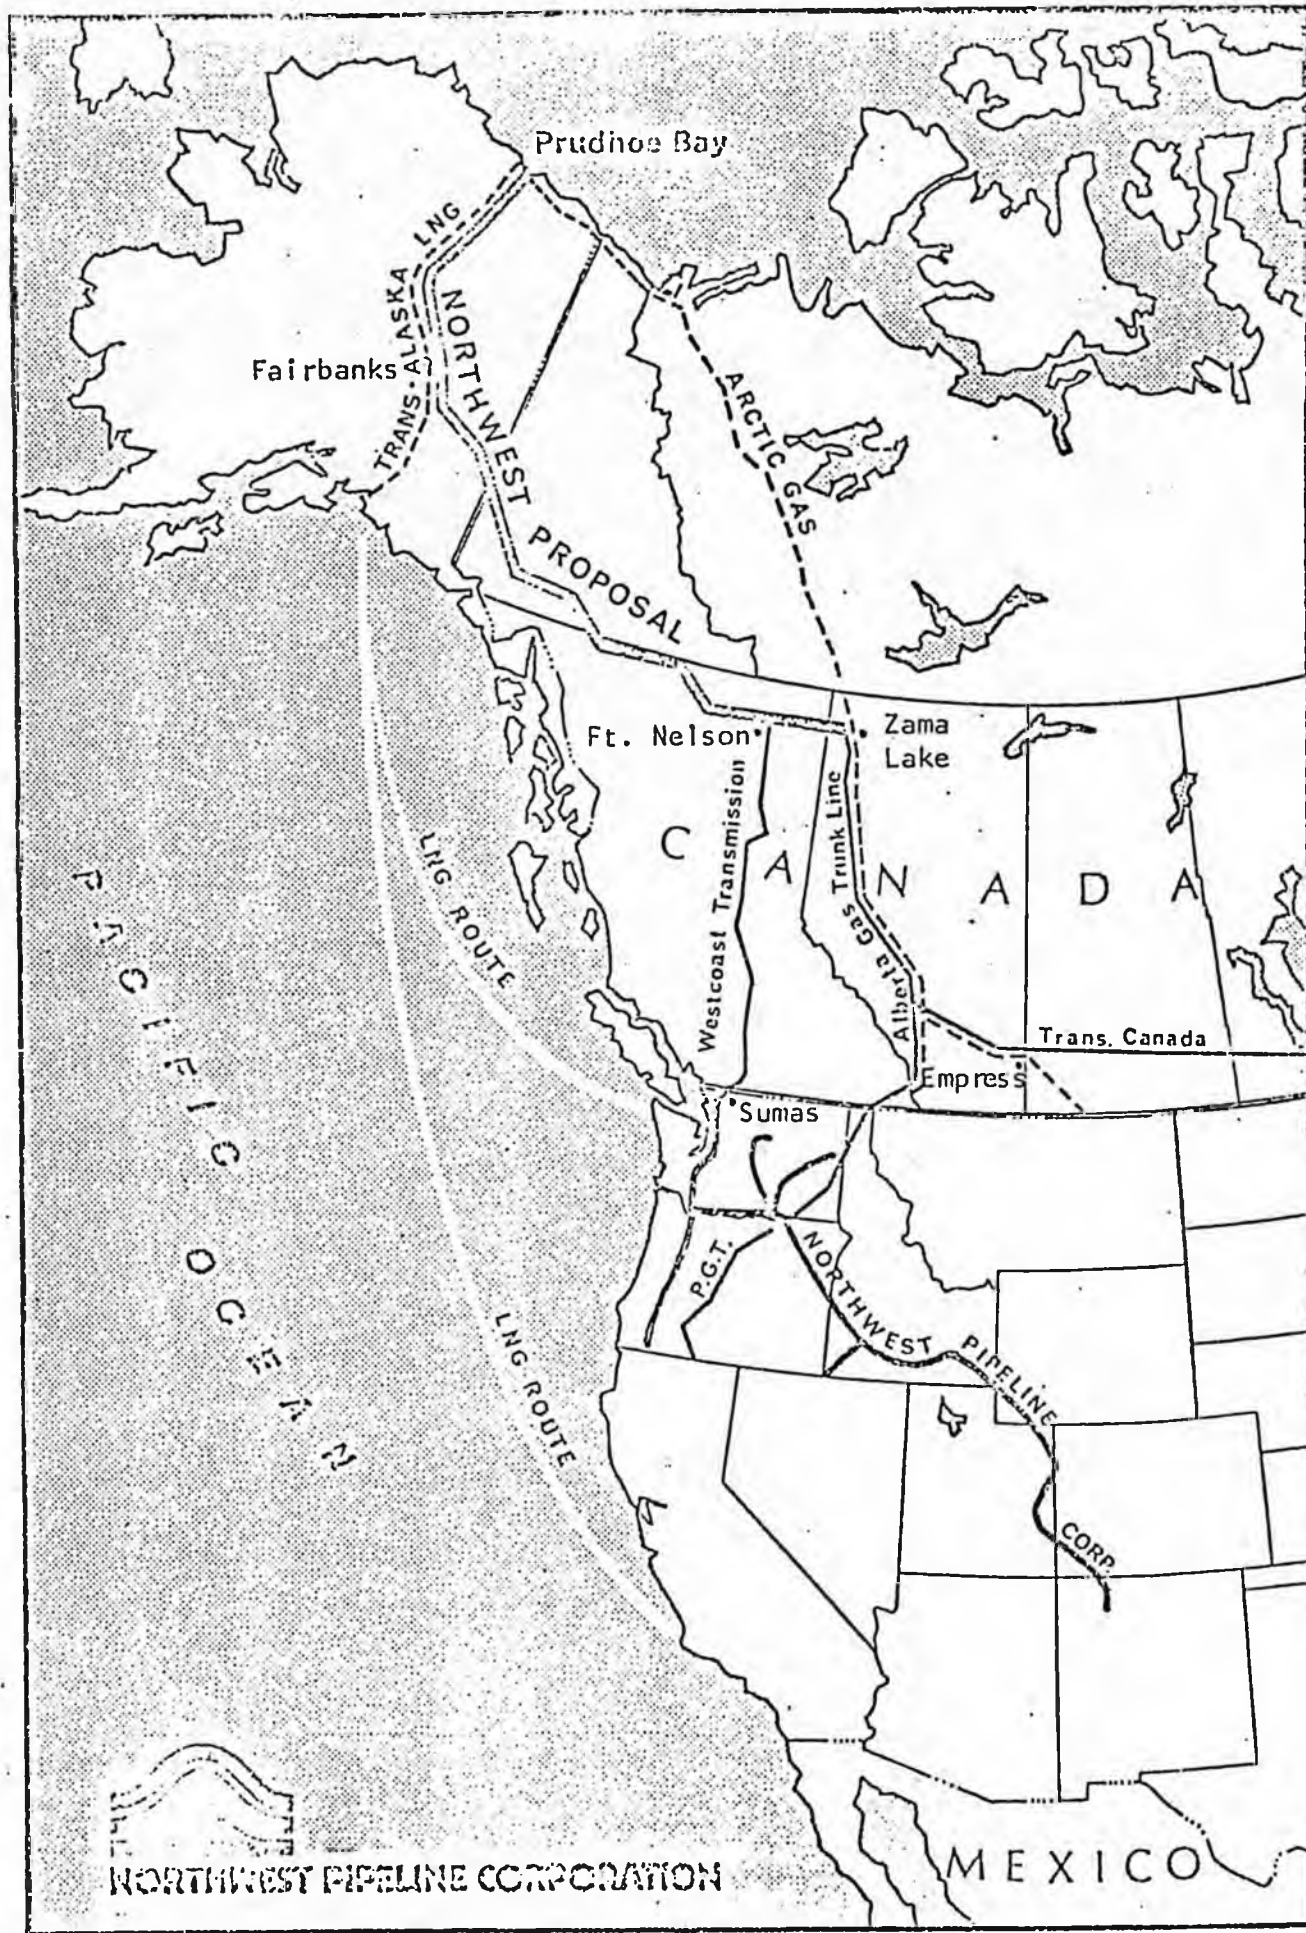 Prudhoe Bay
TRANS-ALASKA LNG
Fairbanks
NORTHWEST PROPOSAL
ARCTIC GAS
Ft. Nelson
Zama
Lake
Westcoast Transmission
Alberta Gas Trunk Line
CANADA
LNG ROUTE
PACIFIC OCEAN
Trans. Canada
Empress
Sumas
P.G.T.
NORTHWEST PIPELINE CORP.
LNG ROUTE
MEXICO
NORTHWEST PIPELINE CORPORATION